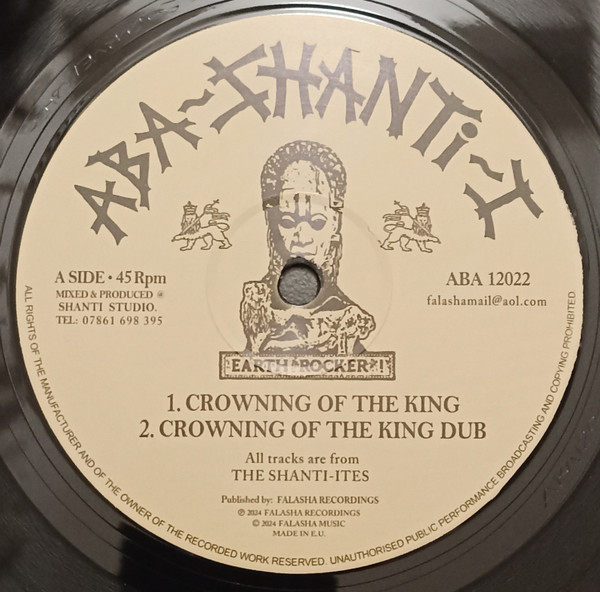 ABA~SHANTi~I
A SIDE • 45 Rpm
MIXED & PRODUCED @
SHANTI STUDIO.
TEL: 07861 698 395
ABA 12022
falashamail@aol.com
EARTH ROCKER!
1. CROWNING OF THE KING
2. CROWNING OF THE KING DUB
All tracks are from
THE SHANTI-ITES
Published by: FALASHA RECORDINGS
℗ 2024 FALASHA RECORDINGS
© 2024 FALASHA MUSIC
MADE IN E.U.
ALL RIGHTS OF THE MANUFACTURER AND OF THE OWNER OF THE RECORDED WORK RESERVED. UNAUTHORISED PUBLIC PERFORMANCE BROADCASTING AND COPYING PROHIBITED.